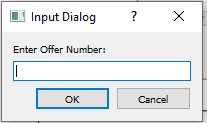 Input Dialog
Enter Offer Number:
OK
Cancel